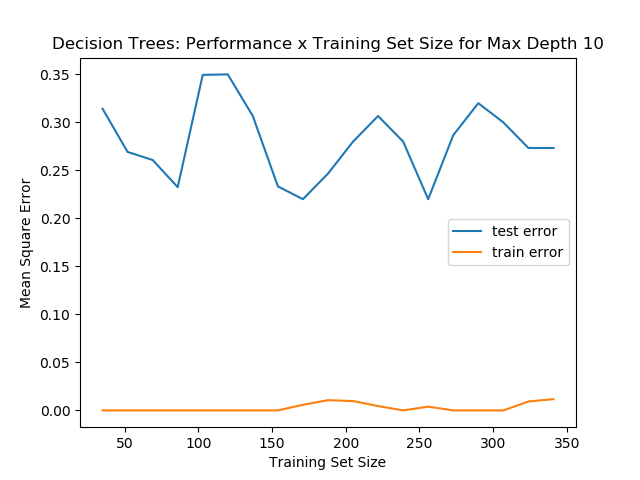 Decision Trees: Performance x Training Set Size for Max Depth 10
0.35
0.30
0.25
0.20
0.15
0.10
0.05
0.00
Mean Square Error
test error
train error
50 100 150 200 250 300 350
Training Set Size